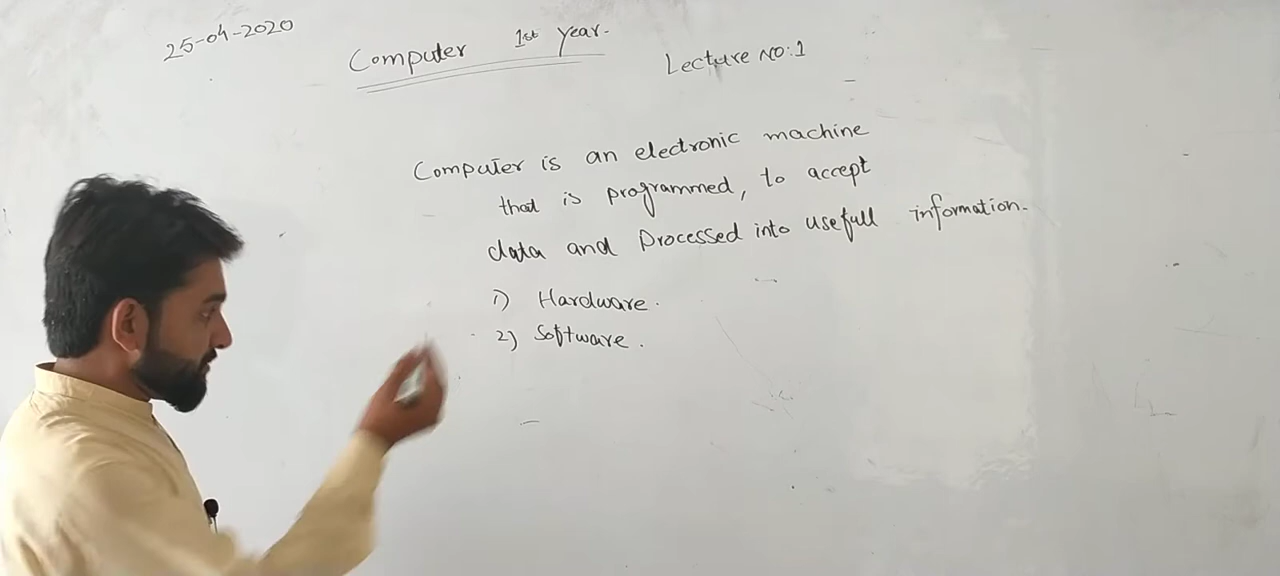 25-04-2020
Computer 1st Year.
Lecture NO:1
Computer is an electronic machine
that is programmed, to accept
data and Processed into usefull information.
1) Hardware.
2) Software.